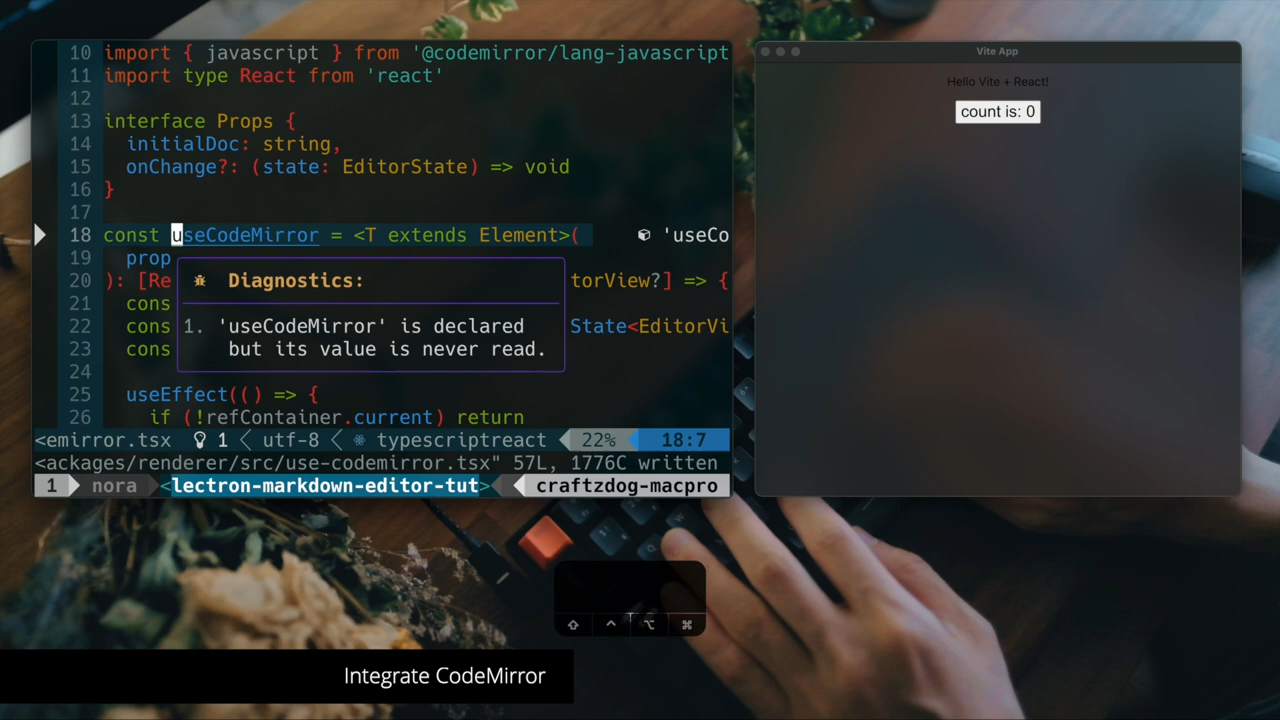 10 import { javascript } from '@codemirror/lang-javascript
11 import type React from 'react'
12
13 interface Props {
14 initialDoc: string,
15 onChange?: (state: EditorState) => void
16 }
17
18 const useCodeMirror = <T extends Element>( 'useCo
19 prop
20 ): [Re torView?] => {
21 cons
22 cons State<EditorVi
23 cons
24
25 useEffect(() => {
26 if (!refContainer.current) return
Diagnostics:
1. 'useCodeMirror' is declared
but its value is never read.
<emirror.tsx 1 utf-8 typescriptreact 22% 18:7
<ackages/renderer/src/use-codemirror.tsx" 57L, 1776C written
1 nora <lectron-markdown-editor-tut> craftzdog-macpro
Vite App
Hello Vite + React!
count is: 0
Integrate CodeMirror